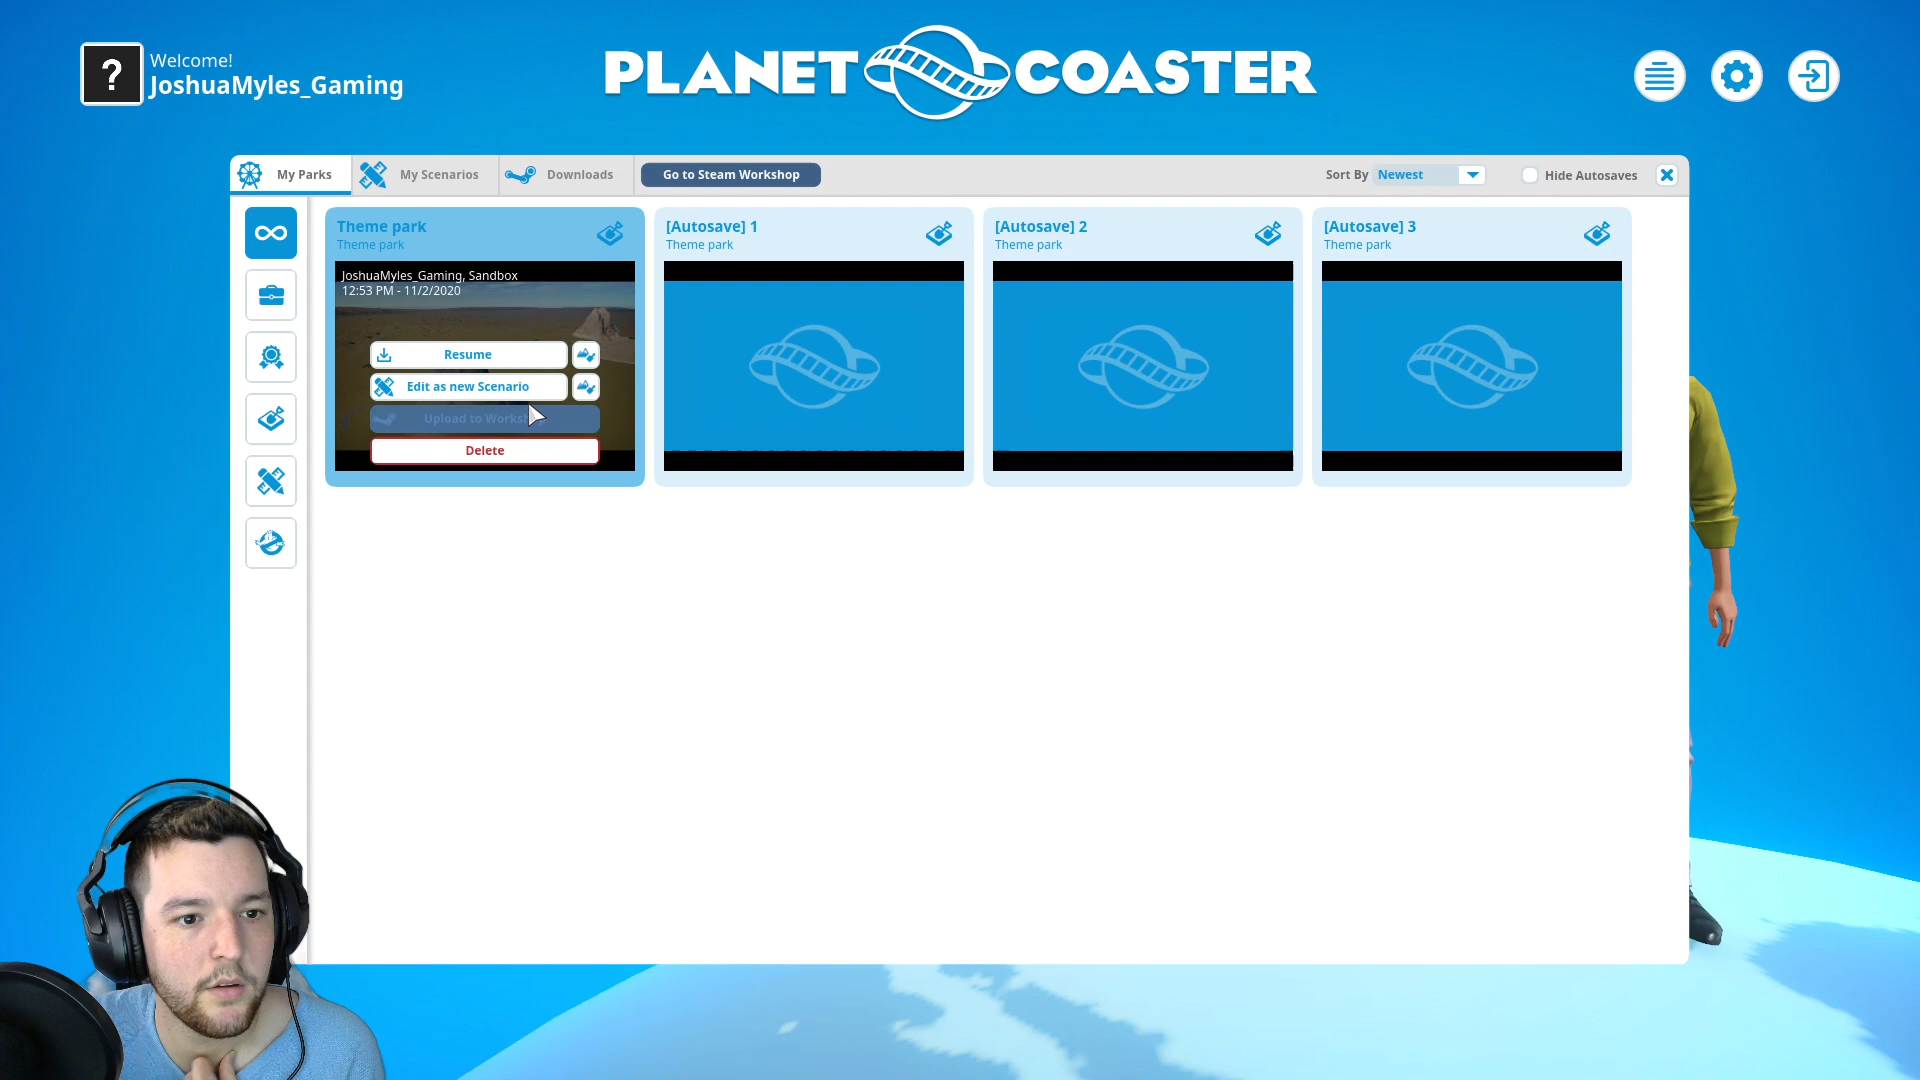 Welcome!
JoshuaMyles_Gaming
PLANET COASTER
My Parks
My Scenarios
Downloads
Go to Steam Workshop
Sort By Newest
Hide Autosaves
Theme park
Theme park
JoshuaMyles_Gaming, Sandbox
12:53 PM - 11/2/2020
Resume
Edit as new Scenario
Upload to
Delete
[Autosave] 1
Theme park
[Autosave] 2
Theme park
[Autosave] 3
Theme park